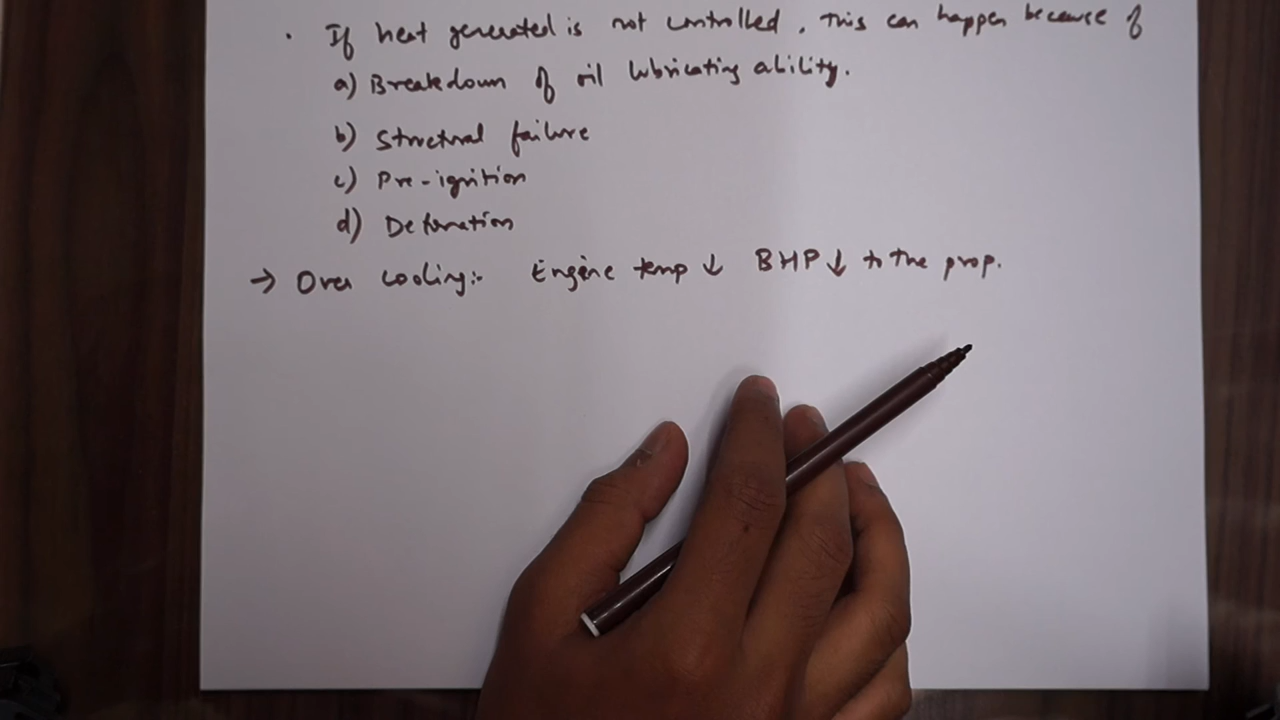 • If heat generated is not controlled. This can happen because of
a) Breakdown of oil lubricating ability.
b) Structural failure
c) Pre-ignition
d) Detonation
→ Over cooling:- Engine temp ↓ BHP ↓ to the prop.